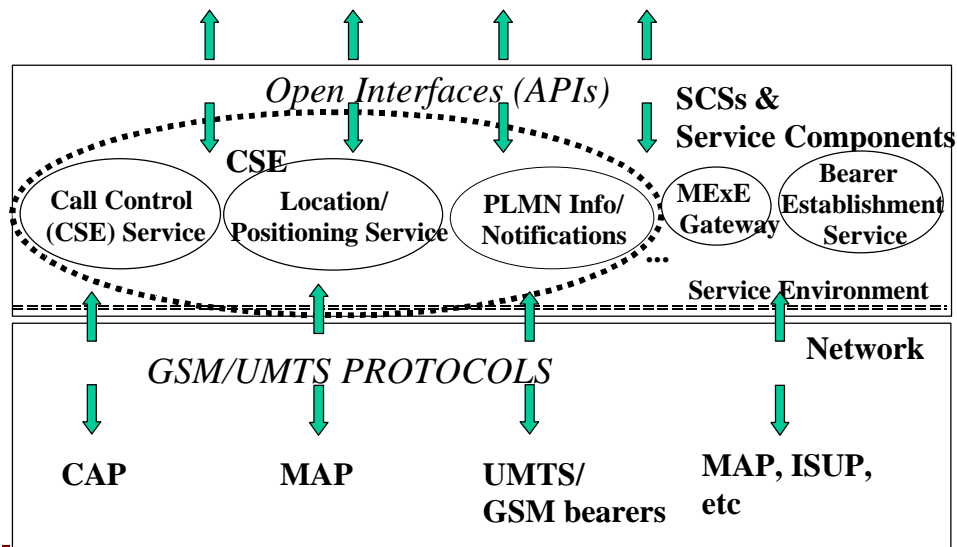 Open Interfaces (APIs)
SCSs &
Service Components
CSE
Call Control
(CSE) Service
Location/
Positioning Service
PLMN Info/
Notifications
MExE
Gateway
Bearer
Establishment
Service
...
Service Environment
Network
GSM/UMTS PROTOCOLS
CAP
MAP
UMTS/
GSM bearers
MAP, ISUP,
etc